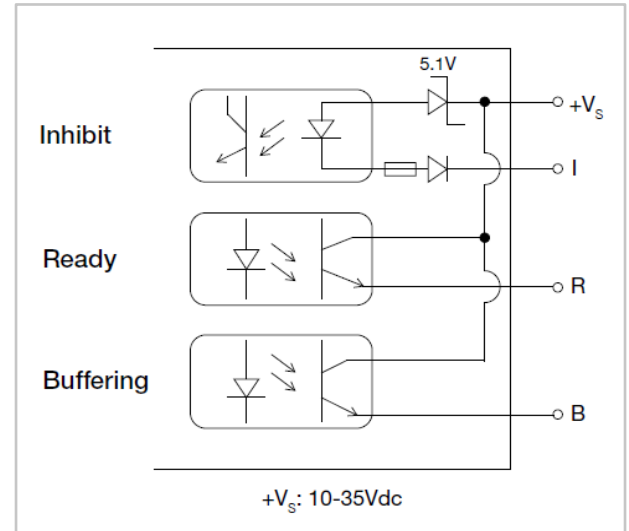 5.1V
+Vs
Inhibit
I
Ready
R
Buffering
B
+Vs: 10-35Vdc